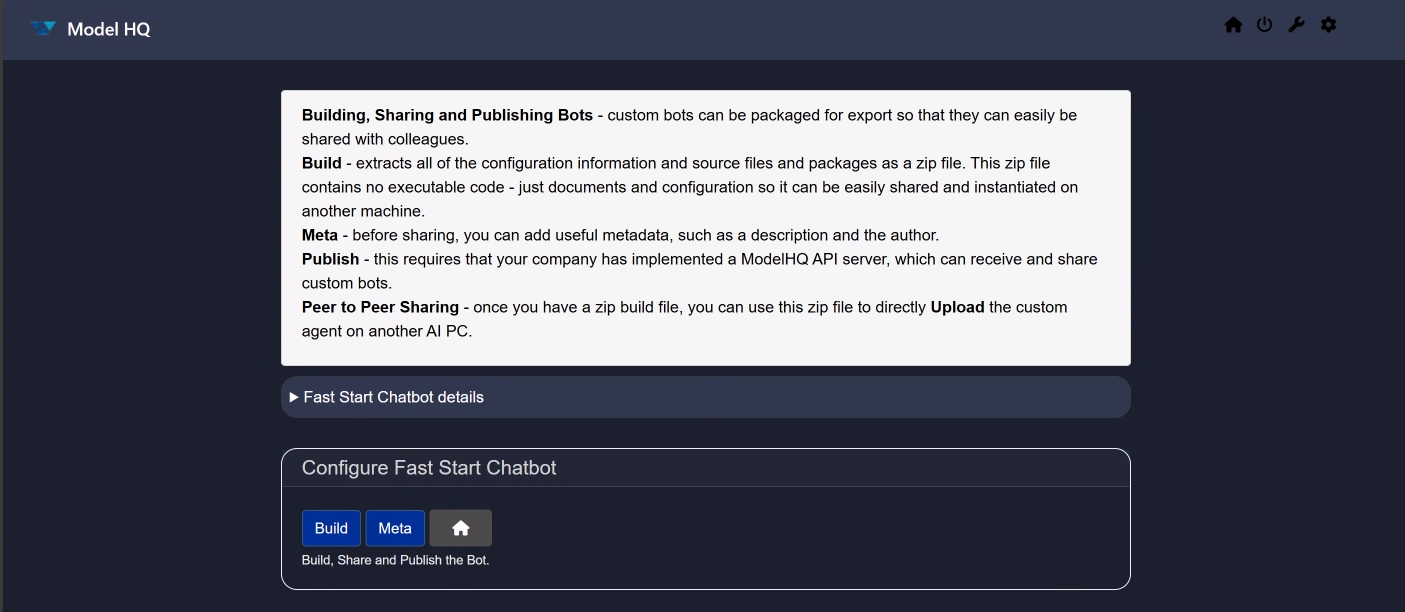 Model HQ
Building, Sharing and Publishing Bots - custom bots can be packaged for export so that they can easily be
shared with colleagues.
Build - extracts all of the configuration information and source files and packages as a zip file. This zip file
contains no executable code - just documents and configuration so it can be easily shared and instantiated on
another machine.
Meta - before sharing, you can add useful metadata, such as a description and the author.
Publish - this requires that your company has implemented a ModelHQ API server, which can receive and share
custom bots.
Peer to Peer Sharing - once you have a zip build file, you can use this zip file to directly Upload the custom
agent on another AI PC.
Fast Start Chatbot details
Configure Fast Start Chatbot
Build Meta
Build, Share and Publish the Bot.